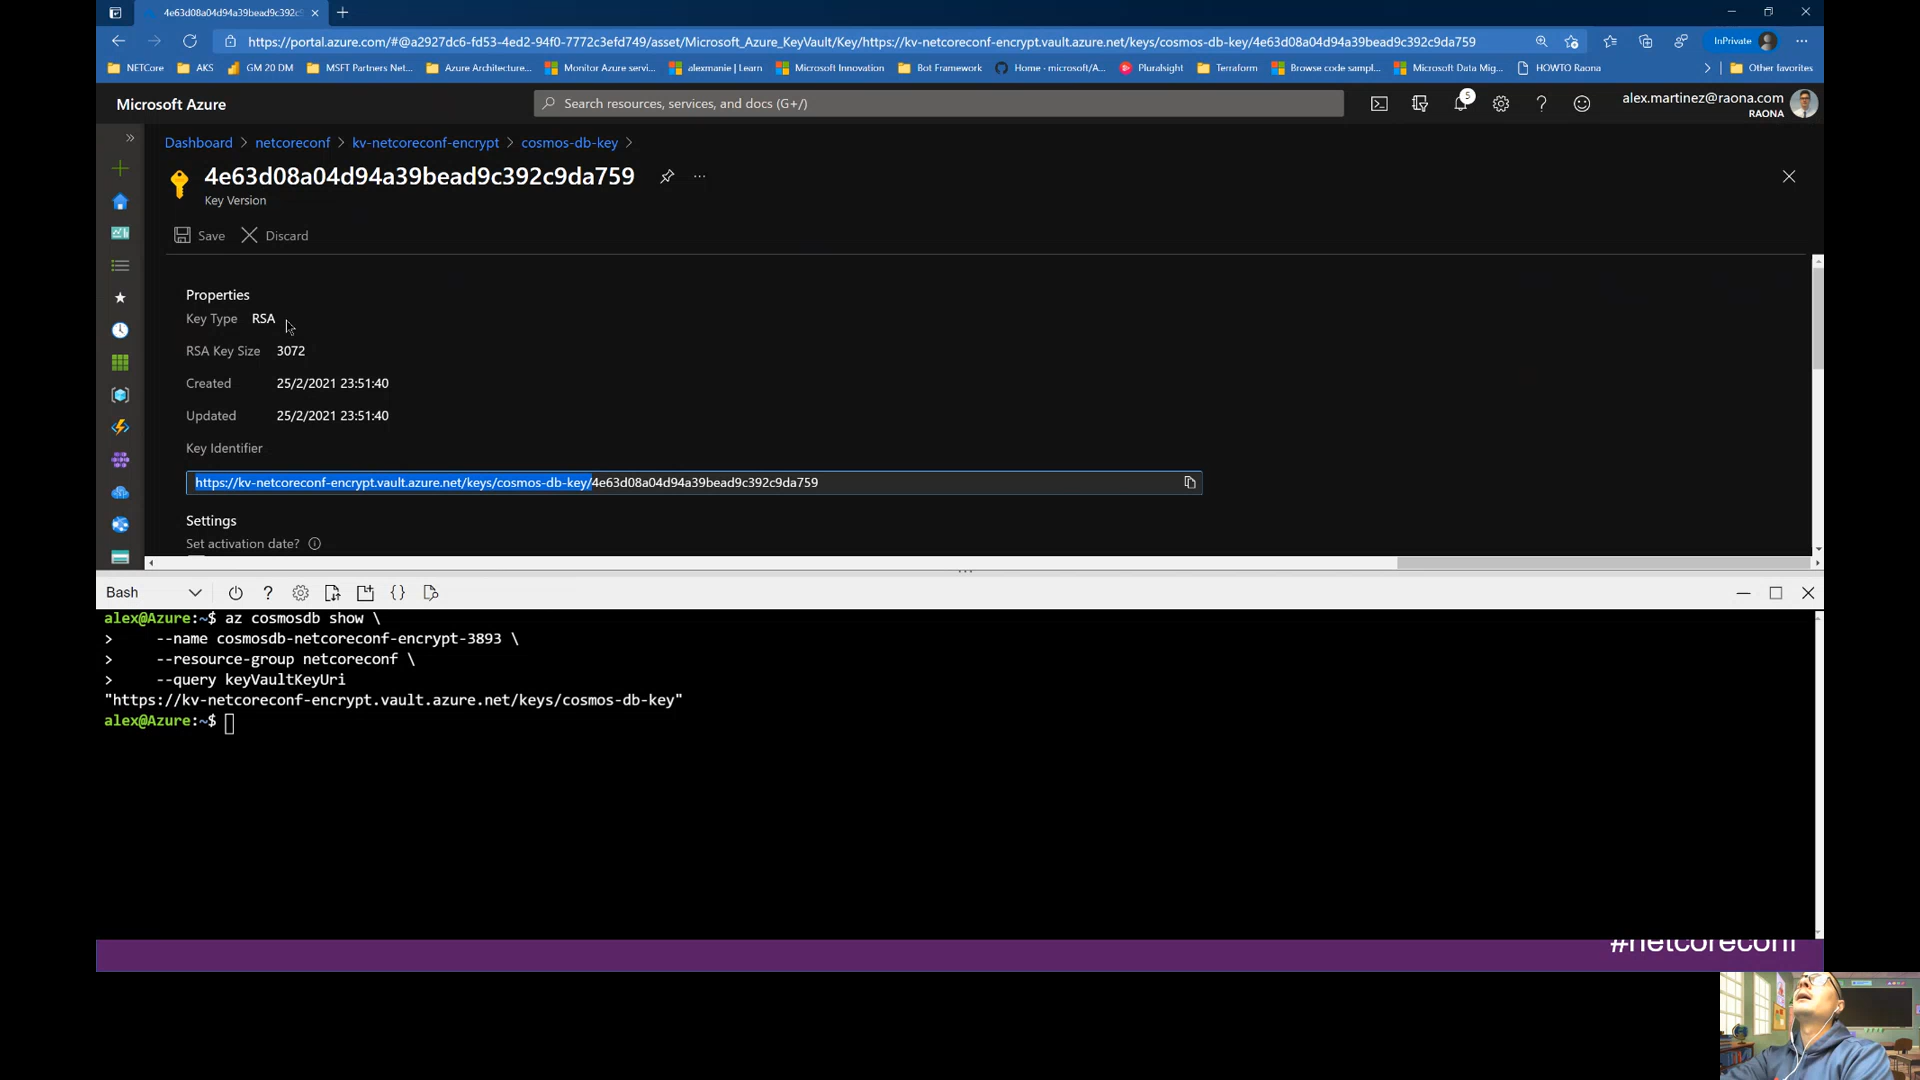 4e63d08a04d94a39bead9c392c9
https://portal.azure.com/#@a2927dc6-fd53-4ed2-94f0-7772c3efd749/asset/Microsoft_Azure_KeyVault/Key/https://kv-netcoreconf-encrypt.vault.azure.net/keys/cosmos-db-key/4e63d08a04d94a39bead9c392c9da759
InPrivate
NETCore
AKS
GM 20 DM
MSFT Partners Net...
Azure Architecture...
Monitor Azure servi...
alexmanie | Learn
Microsoft Innovation
Bot Framework
Home · microsoft/A...
Pluralsight
Terraform
Browse code sampl...
Microsoft Data Mig...
HOWTO Raona
Other favorites
Microsoft Azure
Search resources, services, and docs (G+/)
5
alex.martinez@raona.com
RAONA
Dashboard > netcoreconf > kv-netcoreconf-encrypt > cosmos-db-key >
4e63d08a04d94a39bead9c392c9da759
Key Version
Save
Discard
Properties
Key Type RSA
RSA Key Size 3072
Created 25/2/2021 23:51:40
Updated 25/2/2021 23:51:40
Key Identifier
https://kv-netcoreconf-encrypt.vault.azure.net/keys/cosmos-db-key/4e63d08a04d94a39bead9c392c9da759
Settings
Set activation date?
Bash
alex@Azure:~$ az cosmosdb show \
> --name cosmosdb-netcoreconf-encrypt-3893 \
> --resource-group netcoreconf \
> --query keyVaultKeyUri
"https://kv-netcoreconf-encrypt.vault.azure.net/keys/cosmos-db-key"
alex@Azure:~$
#netcoreconf